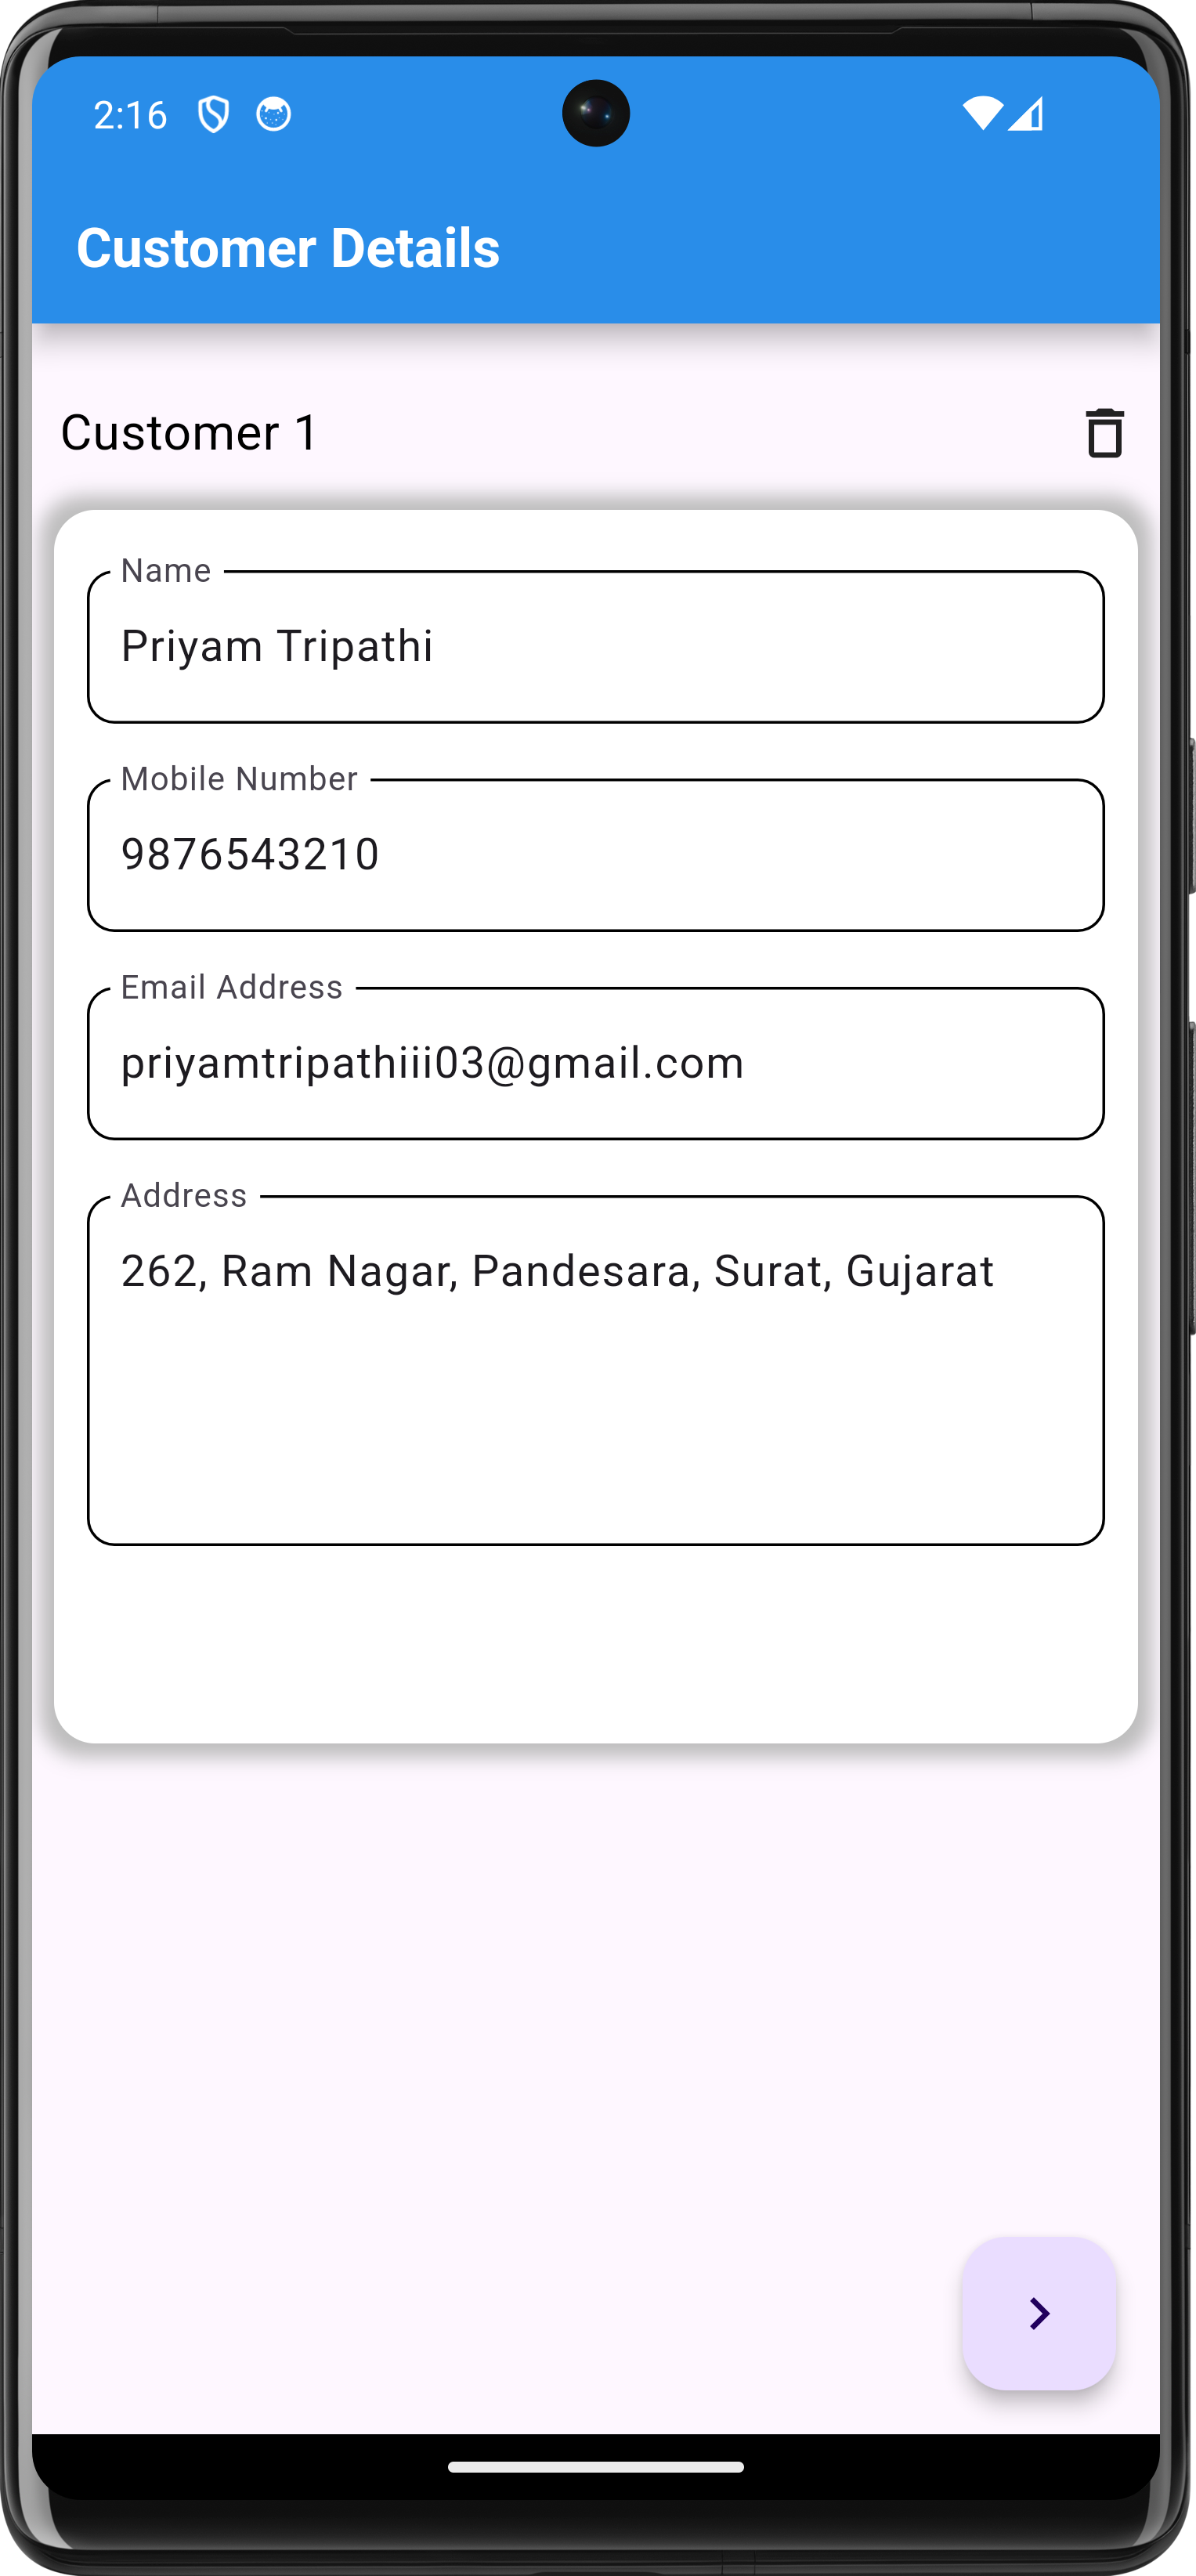 2:16
Customer Details
Customer 1
Name
Priyam Tripathi
Mobile Number
9876543210
Email Address
priyamtripathiii03@gmail.com
Address
262, Ram Nagar, Pandesara, Surat, Gujarat